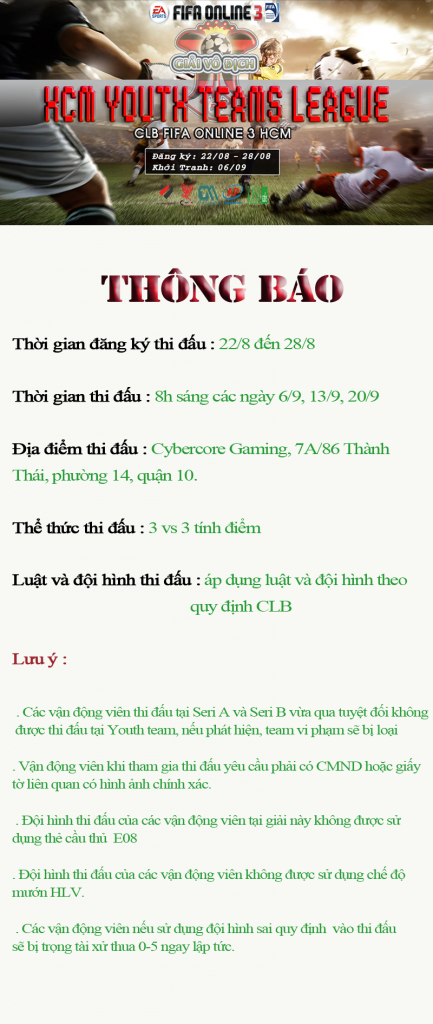 EA SPORTS FIFA ONLINE 3
GIẢI VÔ ĐỊCH
HCM YOUTH TEAMS LEAGUE
CLB FIFA ONLINE 3 HCM
Đăng ký: 22/08 - 28/08
Khởi Tranh: 06/09
THÔNG BÁO
Thời gian đăng ký thi đấu : 22/8 đến 28/8
Thời gian thi đấu : 8h sáng các ngày 6/9, 13/9, 20/9
Địa điểm thi đấu : Cybercore Gaming, 7A/86 Thành
Thái, phường 14, quận 10.
Thể thức thi đấu : 3 vs 3 tính điểm
Luật và đội hình thi đấu : áp dụng luật và đội hình theo
quy định CLB
Lưu ý :
. Các vận động viên thi đấu tại Seri A và Seri B vừa qua tuyệt đối không
được thi đấu tại Youth team, nếu phát hiện, team vi phạm sẽ bị loại
. Vận động viên khi tham gia thi đấu yêu cầu phải có CMND hoặc giấy
tờ liên quan có hình ảnh chính xác.
. Đội hình thi đấu của các vận động viên tại giải này không được sử
dụng thẻ cầu thủ E08
. Đội hình thi đấu của các vận động viên không được sử dụng chế độ
mướn HLV.
. Các vận động viên nếu sử dụng đội hình sai quy định vào thi đấu
sẽ bị trọng tài xử thua 0-5 ngay lập tức.